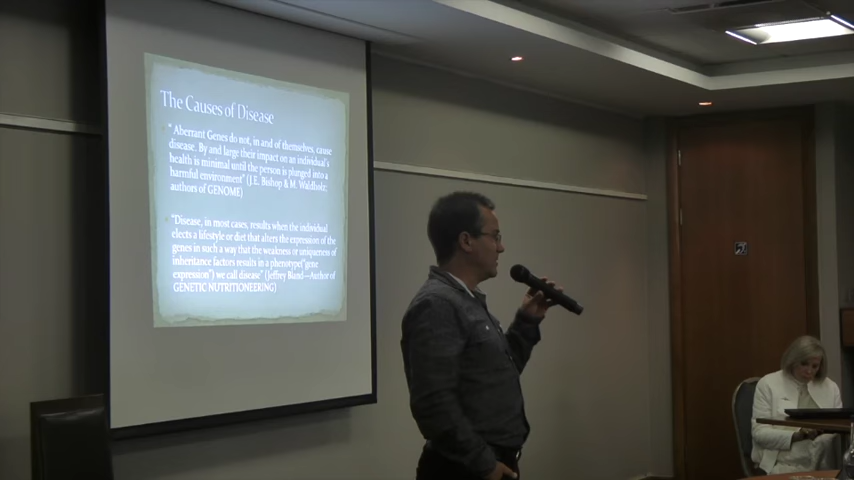 The Causes of Disease
"Aberrant Genes do not, in and of themselves, cause
disease. By and large their impact on an individual's
health is minimal until the person is plunged into a
harmful environment" (J.E. Bishop & M. Waldholz;
authors of GENOME)
"Disease, in most cases, results when the individual
elects a lifestyle or diet that alters the expression of the
genes in such a way that the weakness or uniqueness of
inheritance factors results in a phenotype("gene
expression") we call disease" (Jeffrey Bland—Author of
GENETIC NUTRITIONEERING)